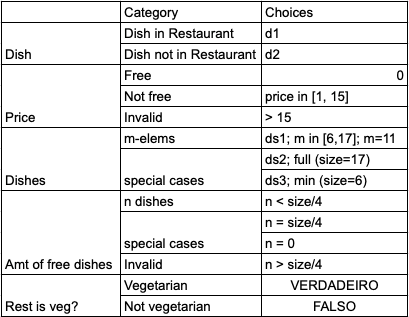 Category Choices
Dish in Restaurant d1
Dish Dish not in Restaurant d2
Free 0
Not free price in [1, 15]
Price Invalid > 15
m-elems ds1; m in [6,17]; m=11
ds2; full (size=17)
Dishes special cases ds3; min (size=6)
n dishes n < size/4
n = size/4
special cases n = 0
Amt of free dishes Invalid n > size/4
Vegetarian VERDADEIRO
Rest is veg? Not vegetarian FALSO